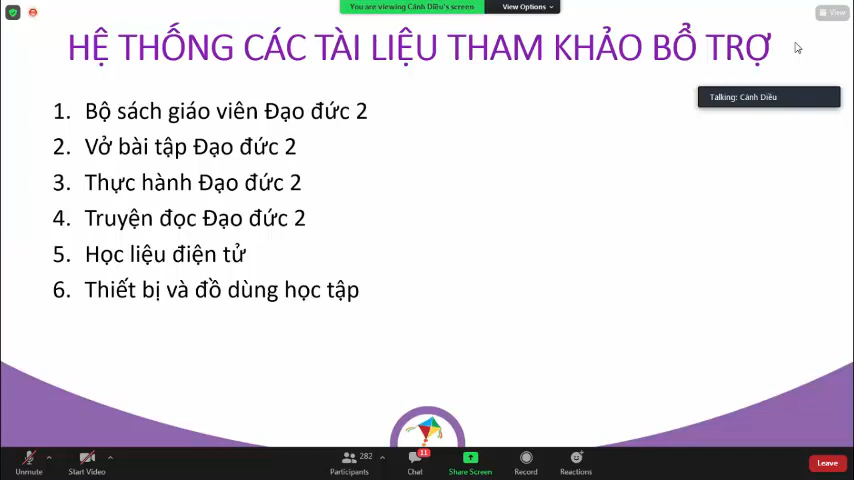 You are viewing Cánh Diều's screen
View Options
View
HỆ THỐNG CÁC TÀI LIỆU THAM KHẢO BỔ TRỢ
Talking: Cánh Diều
1. Bộ sách giáo viên Đạo đức 2
2. Vở bài tập Đạo đức 2
3. Thực hành Đạo đức 2
4. Truyện đọc Đạo đức 2
5. Học liệu điện tử
6. Thiết bị và đồ dùng học tập
282
11
Unmute
Start Video
Participants
Chat
Share Screen
Record
Reactions
Leave